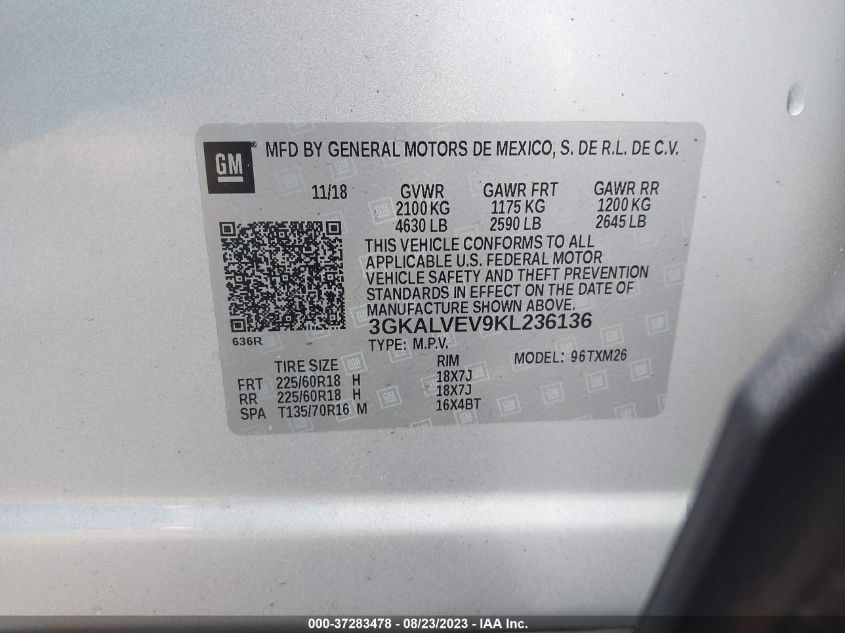 GM® MFD BY GENERAL MOTORS DE MEXICO, S. DE R.L. DE C.V.
11/18 GVWR GAWR FRT GAWR RR
2100 KG 1175 KG 1200 KG
4630 LB 2590 LB 2645 LB
THIS VEHICLE CONFORMS TO ALL
APPLICABLE U.S. FEDERAL MOTOR
VEHICLE SAFETY AND THEFT PREVENTION
STANDARDS IN EFFECT ON THE DATE OF
MANUFACTURE SHOWN ABOVE.
3GKALVEV9KL236136
636R
TYPE: M.P.V. MODEL: 96TXM26
TIRE SIZE RIM
FRT 225/60R18 H 18X7J
RR 225/60R18 H 18X7J
SPA T135/70R16 M 16X4BT
000-37283478 - 08/23/2023 - IAA Inc.